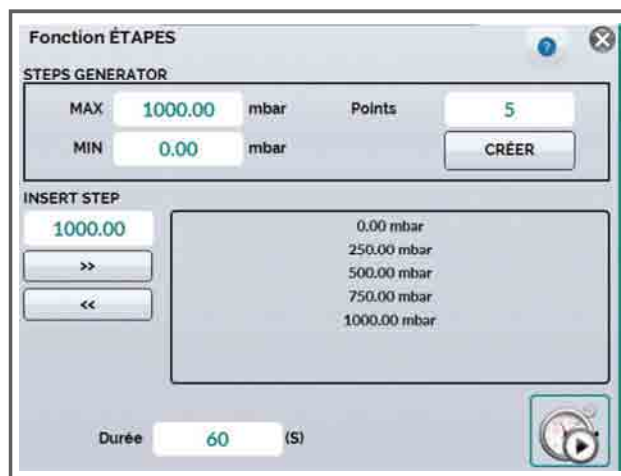 Fonction ÉTAPES
?
STEPS GENERATOR
MAX 1000.00 mbar Points 5
MIN 0.00 mbar CRÉER
INSERT STEP
1000.00
>>
<<
0.00 mbar
250.00 mbar
500.00 mbar
750.00 mbar
1000.00 mbar
Durée 60 (S)